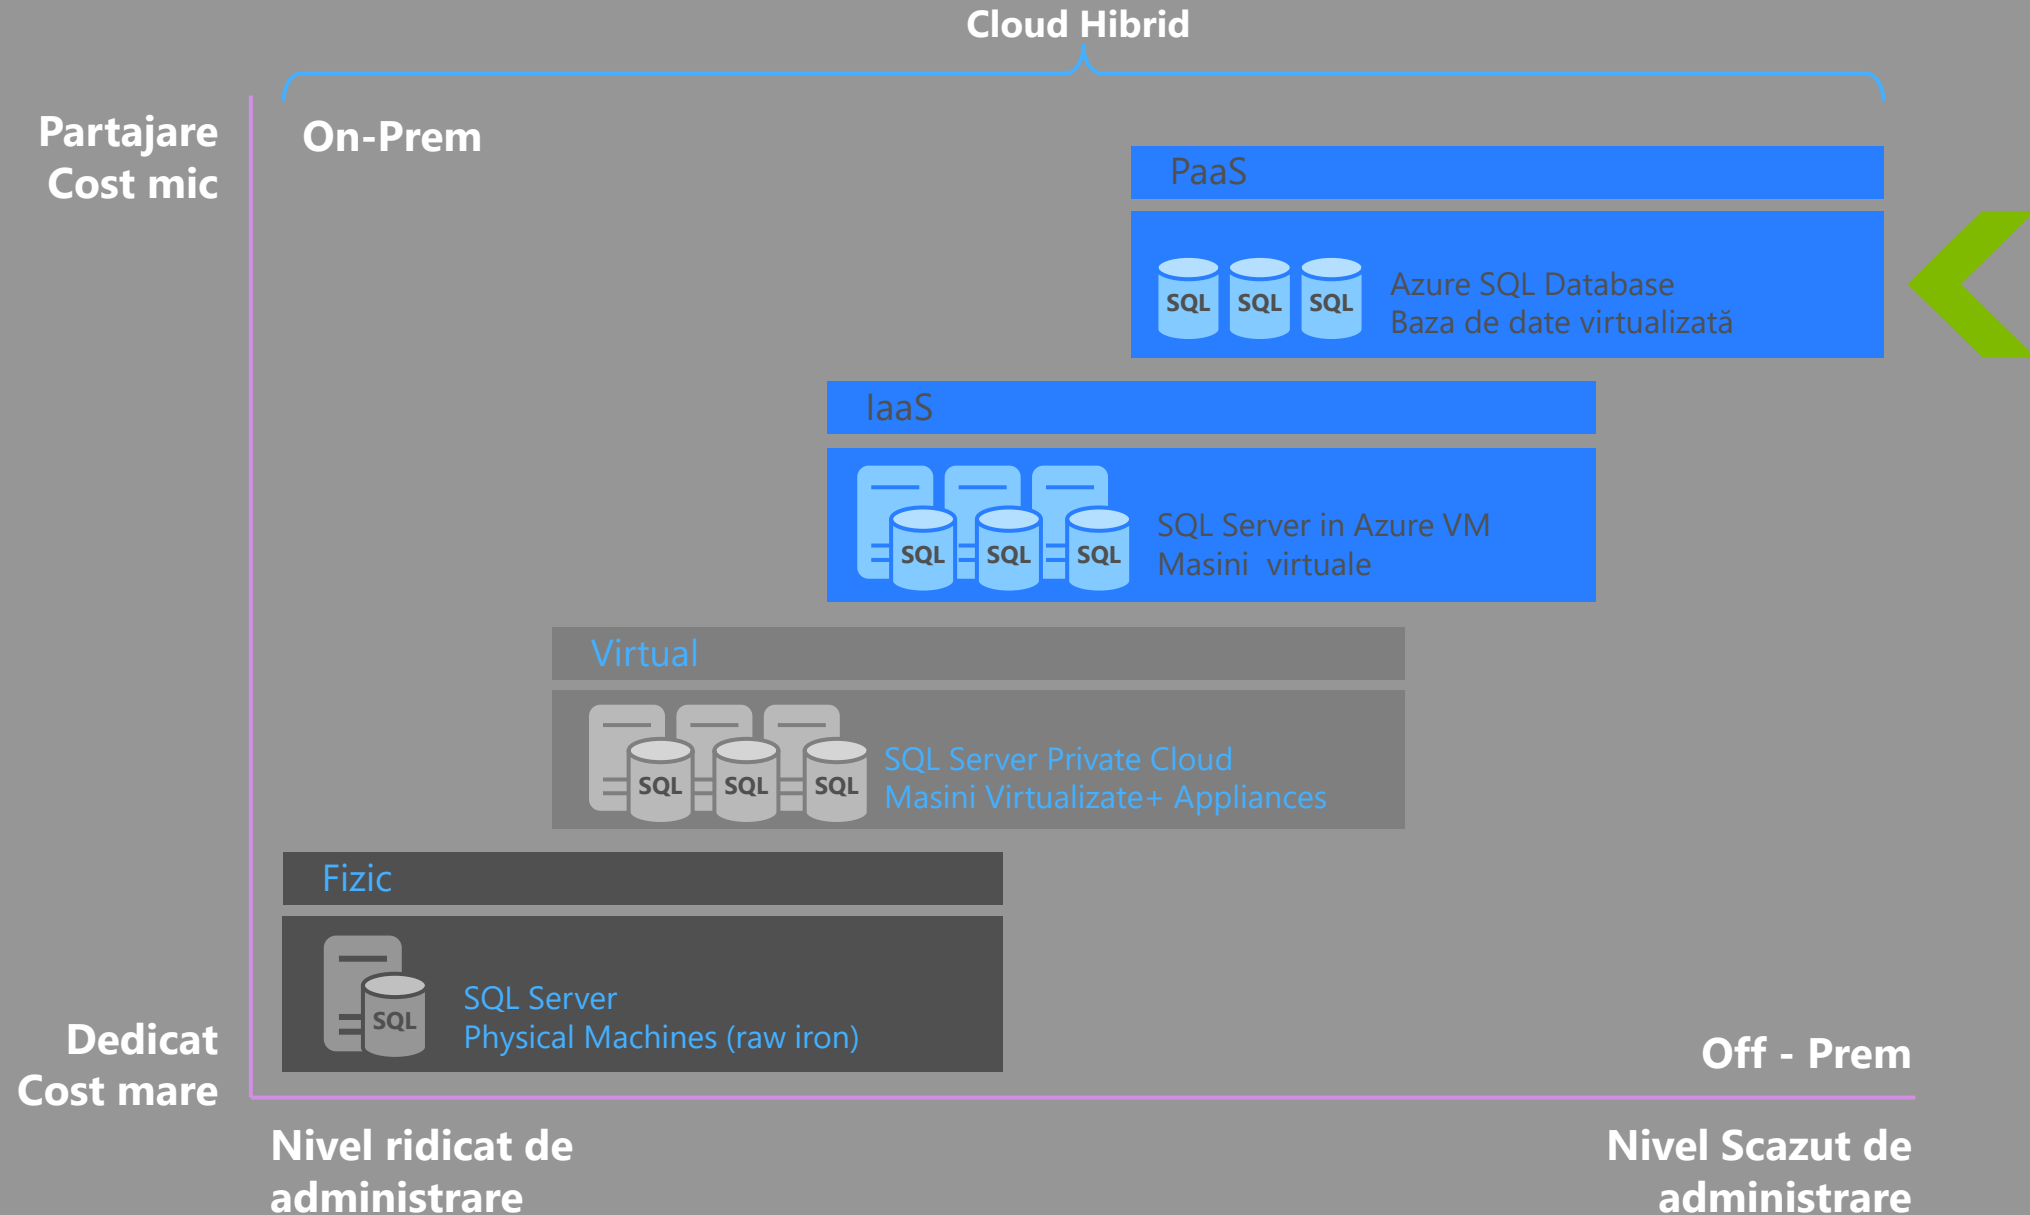 Cloud Hibrid
Partajare
Cost mic
On-Prem
PaaS
SQL SQL SQL
Azure SQL Database
Baza de date virtualizată
IaaS
SQL SQL SQL
SQL Server in Azure VM
Masini  virtuale
Virtual
SQL SQL SQL
SQL Server Private Cloud
Masini Virtualizate+ Appliances
Fizic
SQL
SQL Server
Physical Machines (raw iron)
Dedicat
Cost mare
Off - Prem
Nivel ridicat de
administrare
Nivel Scazut de
administrare